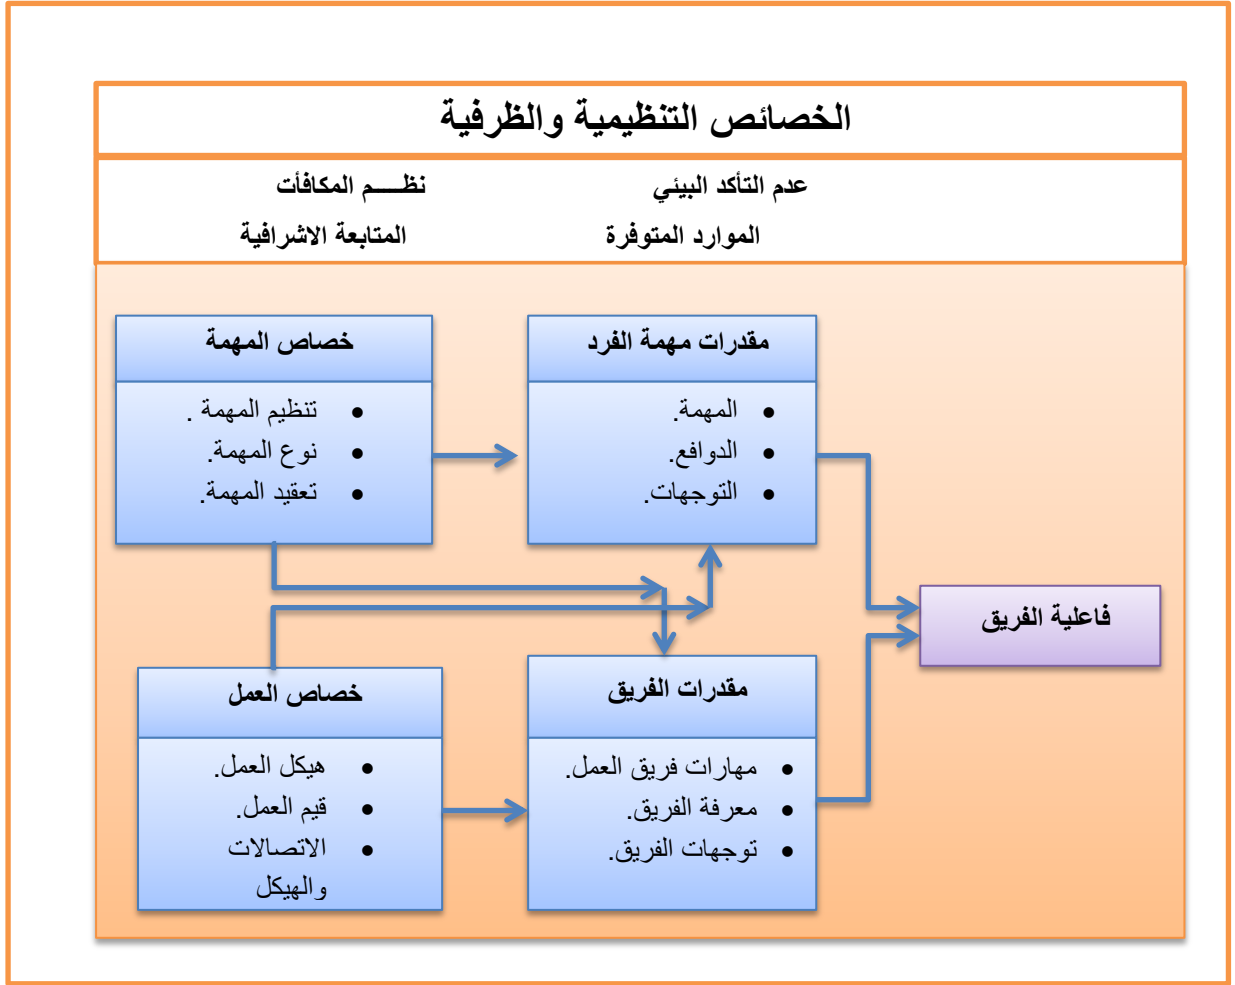 الخصائص التنظيمية والظرفية
عدم التأكد البيئي
نظـــــم المكافأت
الموارد المتوفرة
المتابعة الاشرافية
مقدرات مهمة الفرد
• المهمة.
• الدوافع.
• التوجهات.
خصاص المهمة
• تنظيم المهمة .
• نوع المهمة.
• تعقيد المهمة.
فاعلية الفريق
مقدرات الفريق
• مهارات فريق العمل.
• معرفة الفريق.
• توجهات الفريق.
خصاص العمل
• هيكل العمل.
• قيم العمل.
• الاتصالات
والهيكل